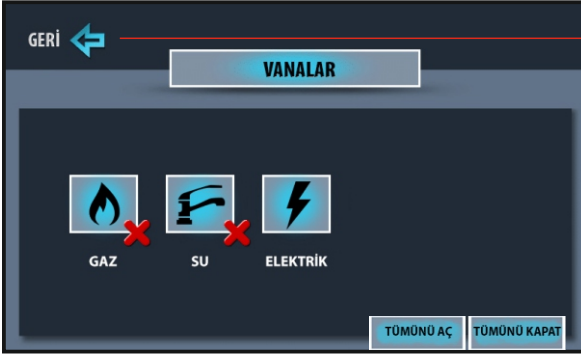 GERİ
VANALAR
GAZ SU ELEKTRİK
TÜMÜNÜ AÇ TÜMÜNÜ KAPAT